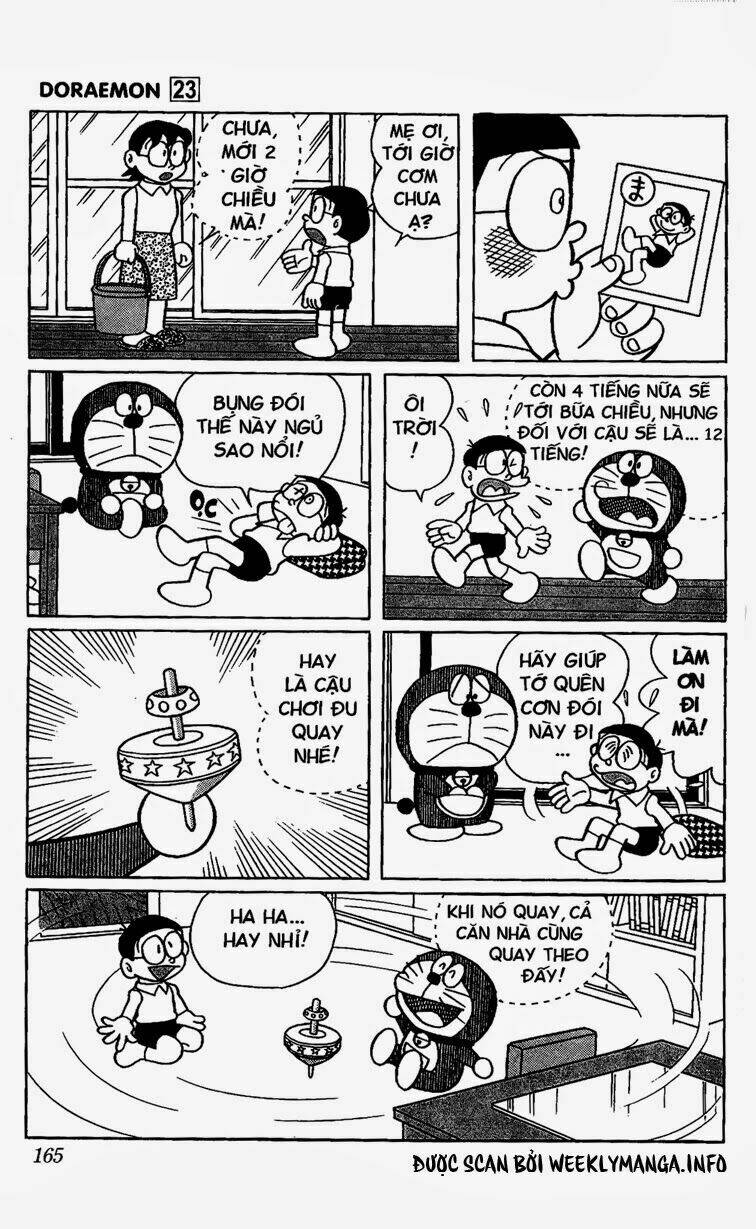 DORAEMON 23
ま
MẸ ƠI,
TỚI GIỜ
CƠM
CHƯA
Ạ?
CHƯA,
MỚI 2
GIỜ
CHIỀU
MÀ!
CÒN 4 TIẾNG NỮA SẼ
TỚI BỮA CHIỀU, NHƯNG
ĐỐI VỚI CẬU SẼ LÀ... 12
TIẾNG!
ÔI
TRỜI
!
BỤNG ĐÓI
THẾ NÀY NGỦ
SAO NỔI!
ỌC
LÀM
ƠN
ĐI
MÀ!
HÃY GIÚP
TỚ QUÊN
CƠN ĐÓI
NÀY ĐI
...
HAY
LÀ CẬU
CHƠI ĐU
QUAY
NHÉ!
KHI NÓ QUAY, CẢ
CĂN NHÀ CŨNG
QUAY THEO
ĐẤY!
HA HA...
HAY NHỈ!
165
ĐƯỢC SCAN BỞI WEEKLYMANGA.INFO